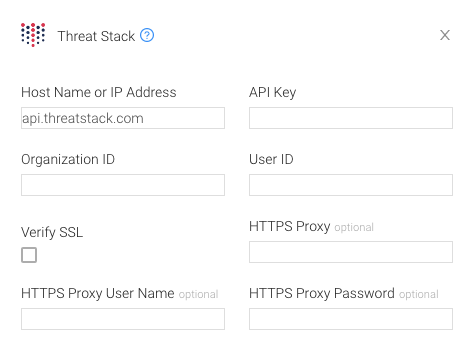 Threat Stack ?
X
Host Name or IP Address
API Key
api.threatstack.com
Organization ID
User ID
Verify SSL
HTTPS Proxy optional
HTTPS Proxy User Name optional
HTTPS Proxy Password optional